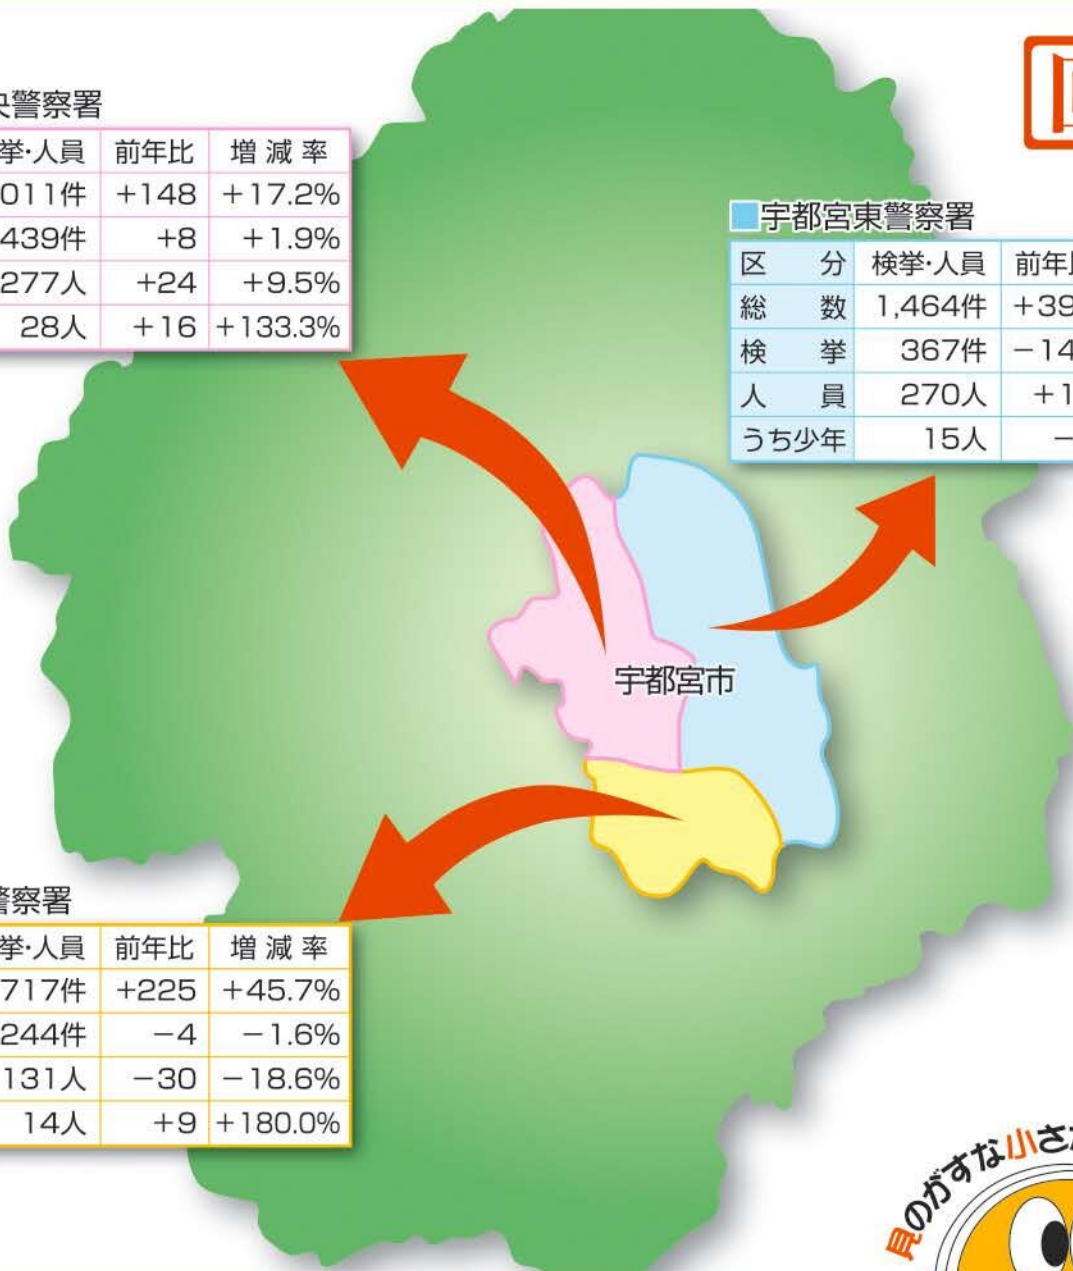 央警察署
挙・人員 前年比 増減率
011件 +148 +17.2%
439件 +8 +1.9%
277人 +24 +9.5%
28人 +16 +133.3%
■宇都宮東警察署
区分 検挙・人員 前年比
総数 1,464件 +39
検挙 367件 -14
人員 270人 +1
うち少年 15人 -
宇都宮市
警察署
挙・人員 前年比 増減率
717件 +225 +45.7%
244件 -4 -1.6%
131人 -30 -18.6%
14人 +9 +180.0%
見のがすな小さ